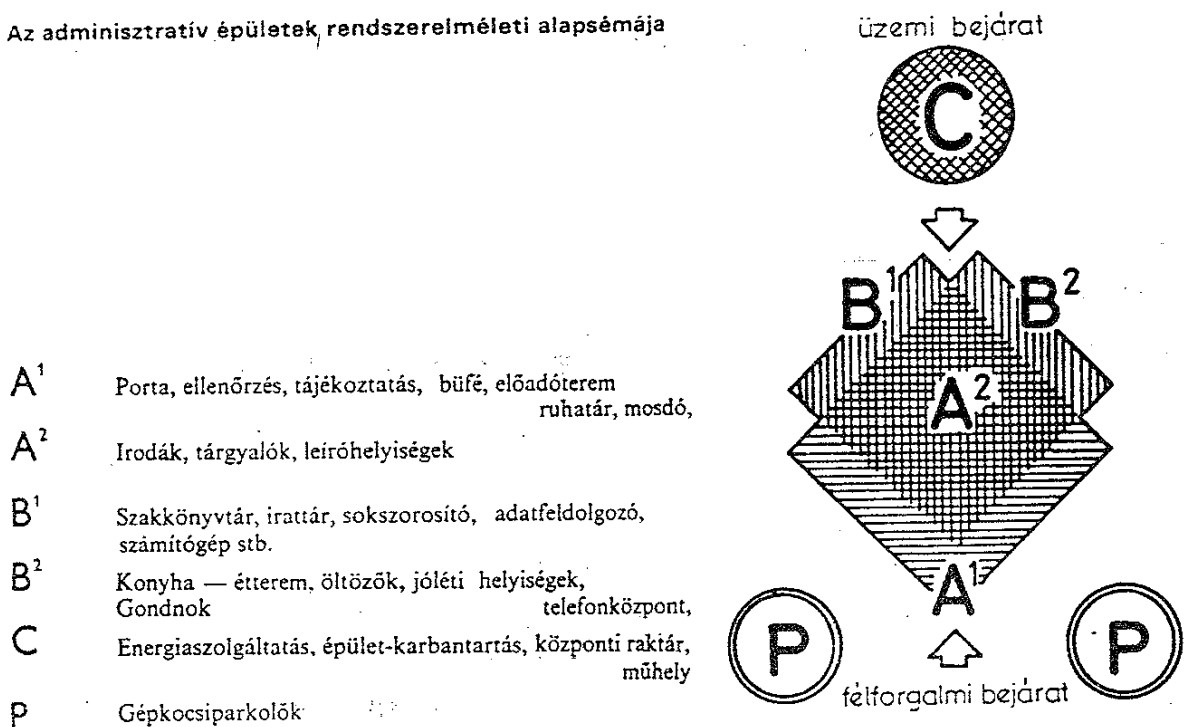 Az adminisztratív épületek rendszerelméleti alapsémája
üzemi bejárat
C
B¹
B²
A²
A¹
P
P
félforgalmi bejárat
A¹ Porta, ellenőrzés, tájékoztatás, büfé, előadóterem
ruhatár, mosdó,
A² Irodák, tárgyalók, leíróhelyiségek
B¹ Szakkönyvtár, irattár, sokszorosító, adatfeldolgozó,
számítógép stb.
B² Konyha — étterem, öltözők, jóléti helyiségek,
Gondnok telefonközpont,
C Energiaszolgáltatás, épület-karbantartás, központi raktár,
műhely
P Gépkocsiparkolók